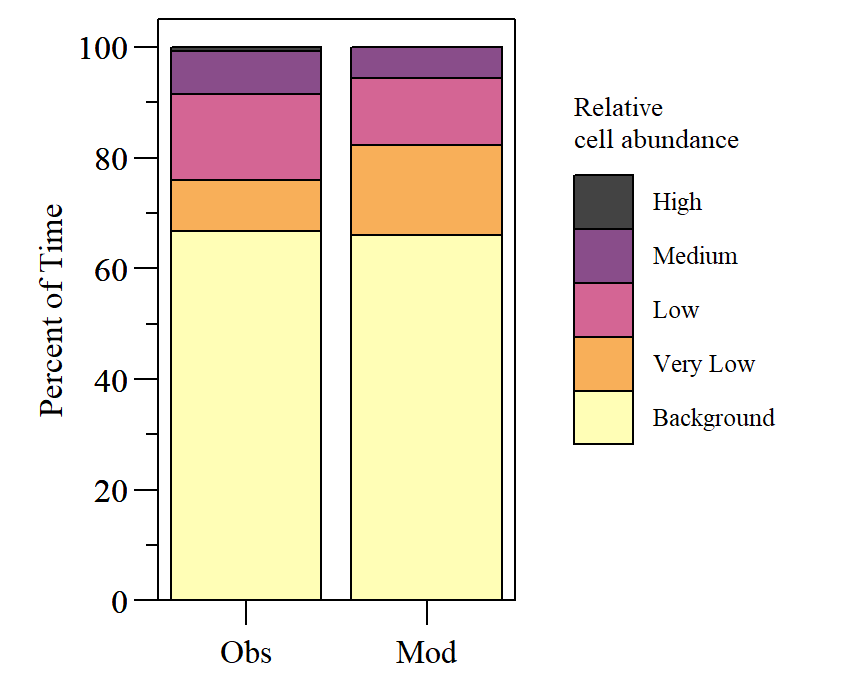 100
80
60
40
20
0
Percent of Time
Obs
Mod
Relative
cell abundance
High
Medium
Low
Very Low
Background